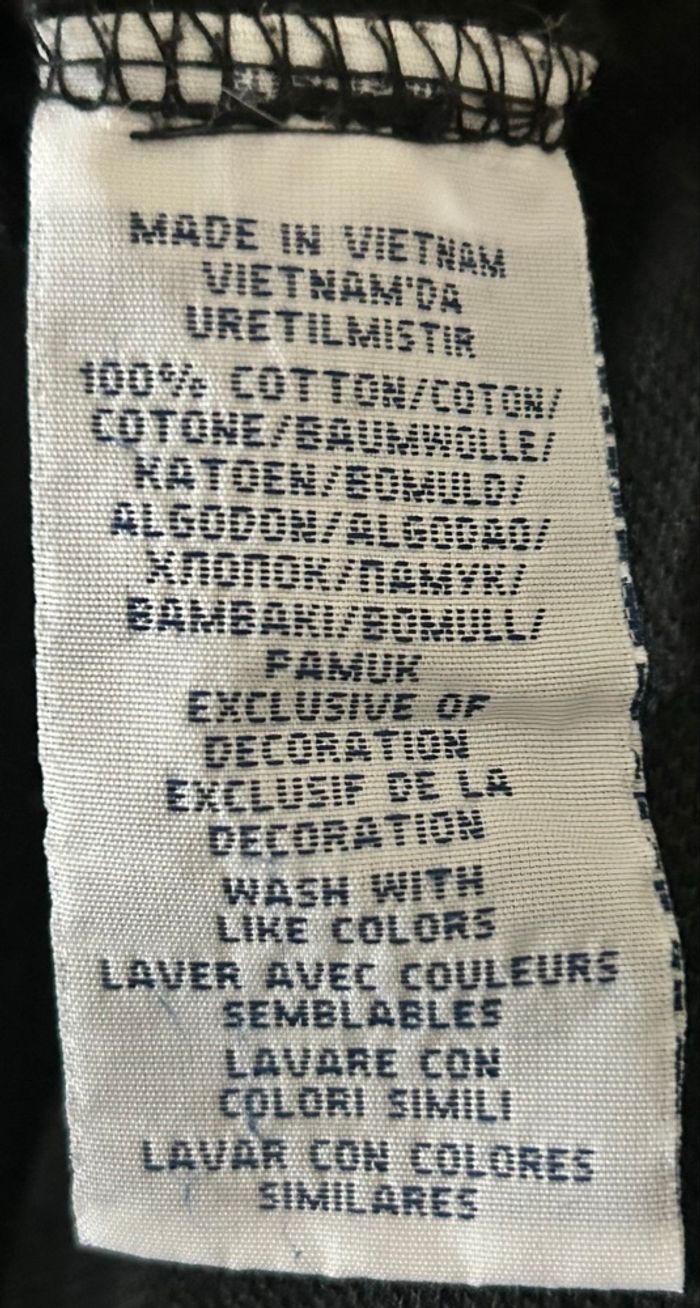 MADE IN VIETNAM
VIETNAM'DA
URETILMISTIR
100% COTTON/COTON/
COTONE/BAUMWOLLE/
KATOEN/BOMULD/
ALGODON/ALGODAO/
ХЛОПОК/ПАМУК/
BAMBAKI/BOMULL/
PAMUK
EXCLUSIVE OF
DECORATION
EXCLUSIF DE LA
DECORATION
WASH WITH
LIKE COLORS
LAVER AVEC COULEURS
SEMBLABLES
LAVARE CON
COLORI SIMILI
LAVAR CON COLORES
SIMILARES